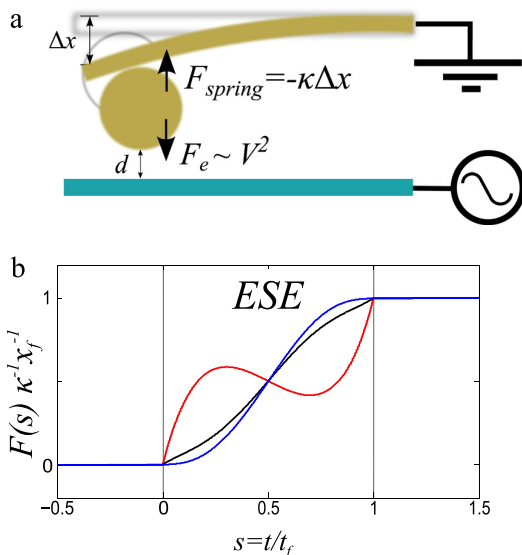 a
Δx
F_spring=-κΔx
d
F_e ~ V²
b
ESE
1
0
F(s) κ⁻¹x_f⁻¹
−0.5
0
0.5
1
1.5
s=t/t_f